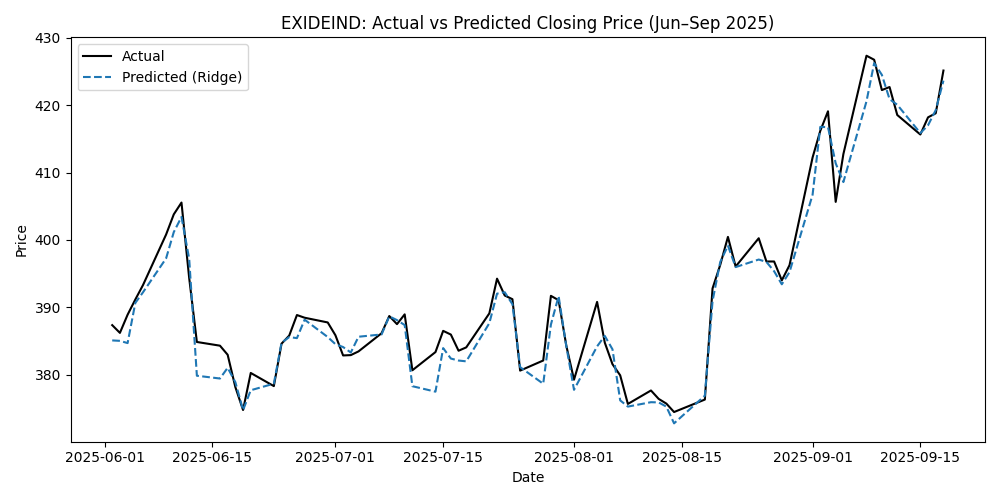 EXIDEIND: Actual vs Predicted Closing Price (Jun–Sep 2025)
Actual
Predicted (Ridge)
Price
430
420
410
400
390
380
2025-06-01 2025-06-15 2025-07-01 2025-07-15 2025-08-01 2025-08-15 2025-09-01 2025-09-15
Date